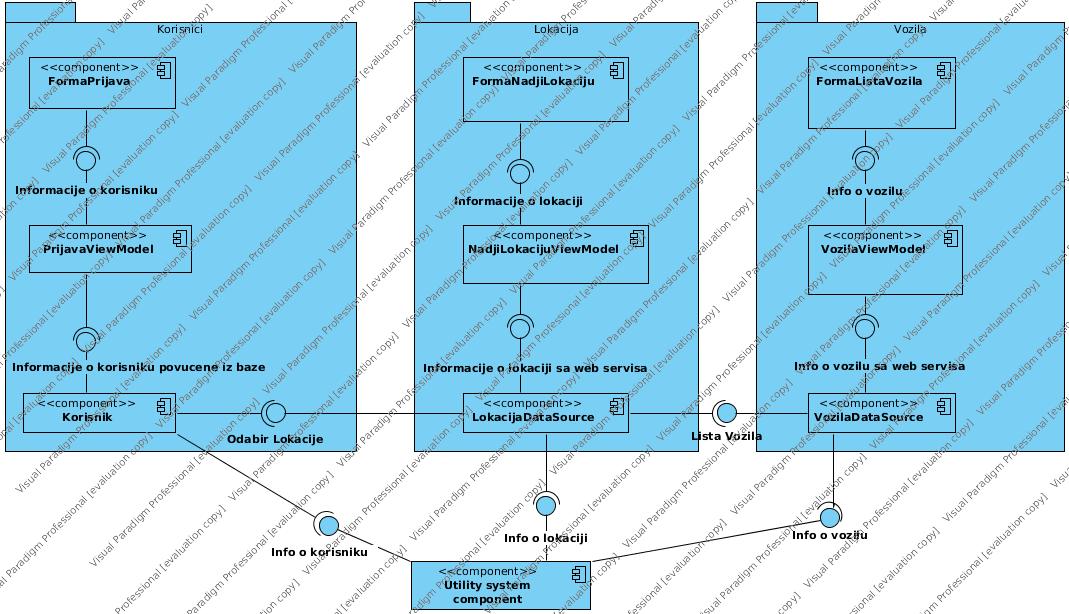 Korisnici
<<component>>
FormaPrijava
Informacije o korisniku
<<component>>
PrijavaViewModel
Informacije o korisniku povucene iz baze
<<component>>
Korisnik
Odabir Lokacije
Lokacija
<<component>>
FormaNadjiLokaciju
Informacije o lokaciji
<<component>>
NadjiLokacijuViewModel
Informacije o lokaciji sa web servisa
<<component>>
LokacijaDataSource
Lista Vozila
Vozila
<<component>>
FormaListaVozila
Info o vozilu
<<component>>
VozilaViewModel
Info o vozilu sa web servisa
<<component>>
VozilaDataSource
Info o korisniku
Info o lokaciji
Info o vozilu
<<component>>
Utility system
component
Visual Paradigm Professional [evaluation copy]